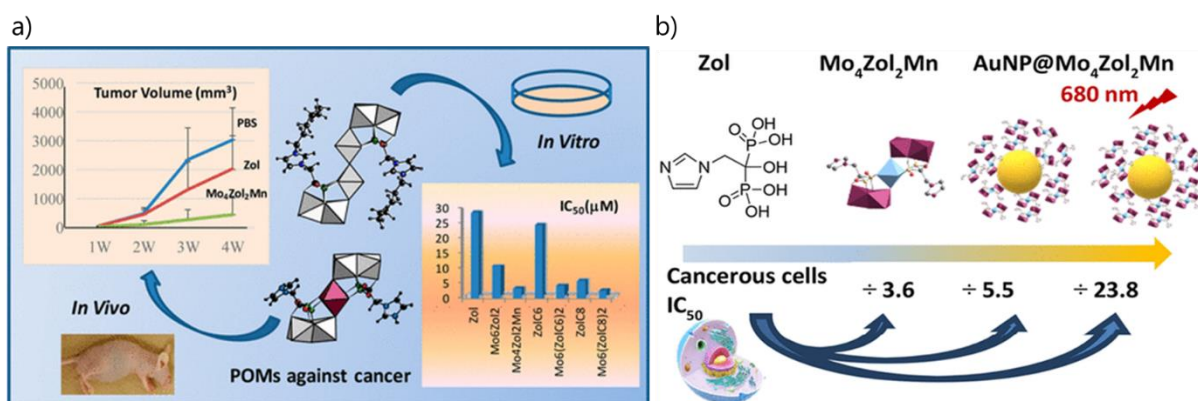 a)
5000
4000
3000
2000
1000
0
Tumor Volume (mm³)
PBS
Zol
Mo₄Zol₂Mn
1W 2W 3W 4W
In Vitro
In Vivo
POMs against cancer
IC₅₀(μM)
30
25
20
15
10
5
0
Zol
Mo6Zol2
Mo4Zol2Mn
ZolC6
Mo6(ZolC6)2
ZolC8
Mo6(ZolC8)2
b)
Zol Mo₄Zol₂Mn AuNP@Mo₄Zol₂Mn
680 nm
N
N
O
P
OH
OH
OH
P
O
OH
OH
Cancerous cells
IC₅₀
÷ 3.6 ÷ 5.5 ÷ 23.8